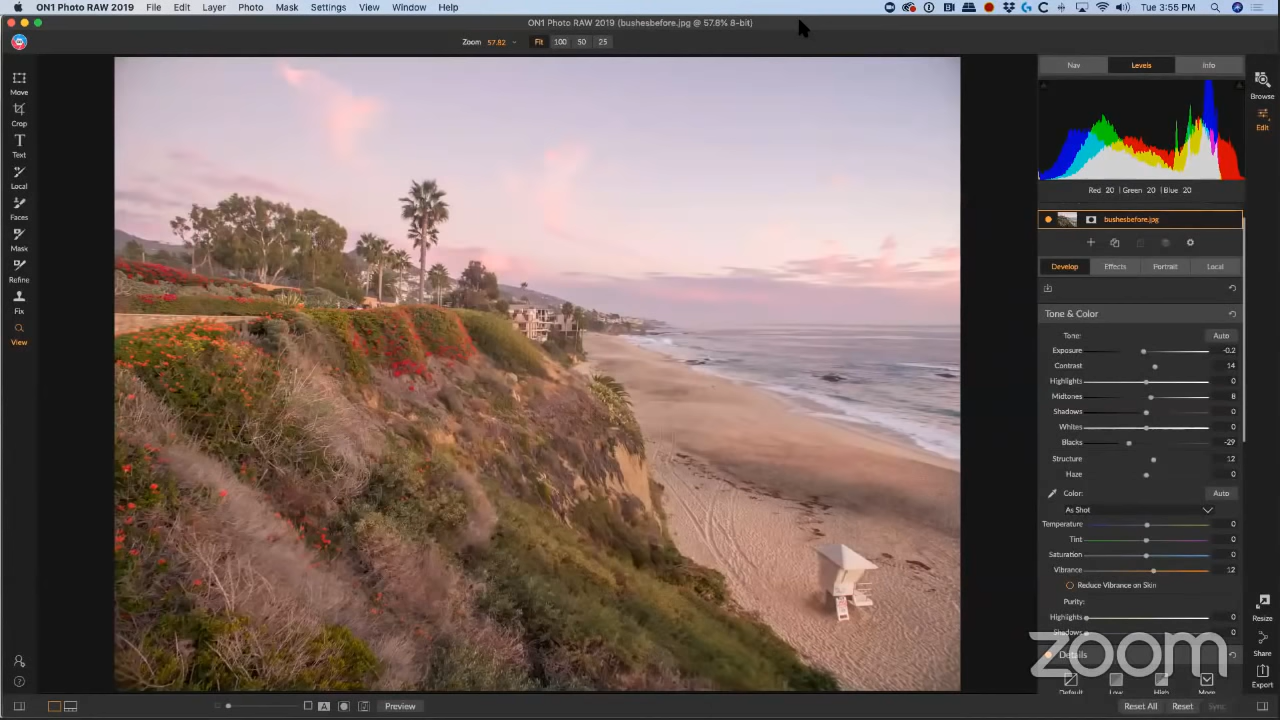 ON1 Photo RAW 2019 File Edit Layer Photo Mask Settings View Window Help Tue 3:55 PM
ON1 Photo RAW 2019 (bushesbefore.jpg @ 57.8% 8-bit)
Zoom 57.82 Fit 100 50 25
Move
Crop
Text
Local
Faces
Mask
Refine
Fix
View
Nav Levels Info
Red 20 Green 20 Blue 20
bushesbefore.jpg
Develop Effects Portrait Local
Tone & Color
Tone: Auto
Exposure -0.2
Contrast 14
Highlights 0
Midtones 8
Shadows 0
Whites 0
Blacks -29
Structure 12
Haze 0
Color: Auto
As Shot
Temperature 0
Tint 0
Saturation 0
Vibrance 12
Reduce Vibrance on Skin
Purity:
Highlights 0
Shadows 0
Details
Default Low High More
Reset All Reset Sync
Browse
Edit
Resize
Share
Export
zoom
A Preview